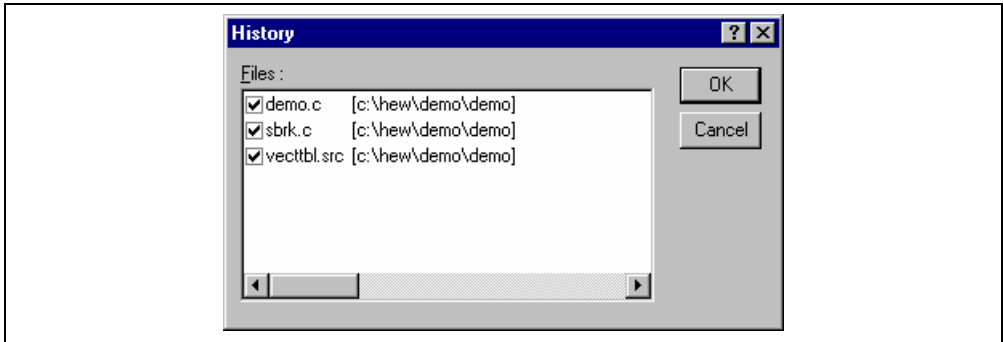 History
Files :
OK
demo.c [c:\hew\demo\demo]
sbrk.c [c:\hew\demo\demo]
Cancel
vecttbl.src [c:\hew\demo\demo]